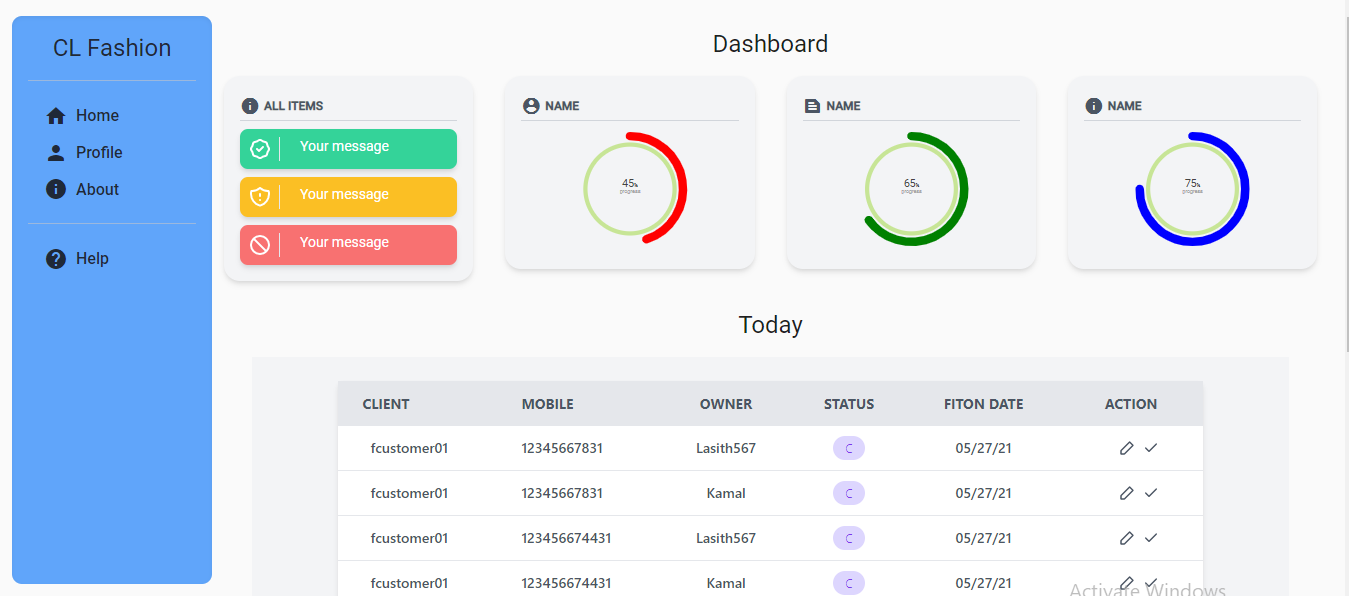 CL Fashion
Home
Profile
About
Help
Dashboard
ALL ITEMS
Your message
Your message
Your message
NAME
45%
progress
NAME
65%
progress
NAME
75%
progress
Today
CLIENT MOBILE OWNER STATUS FITON DATE ACTION
fcustomer01 12345667831 Lasith567 C 05/27/21
fcustomer01 12345667831 Kamal C 05/27/21
fcustomer01 123456674431 Lasith567 C 05/27/21
fcustomer01 123456674431 Kamal C 05/27/21
Activate Windows